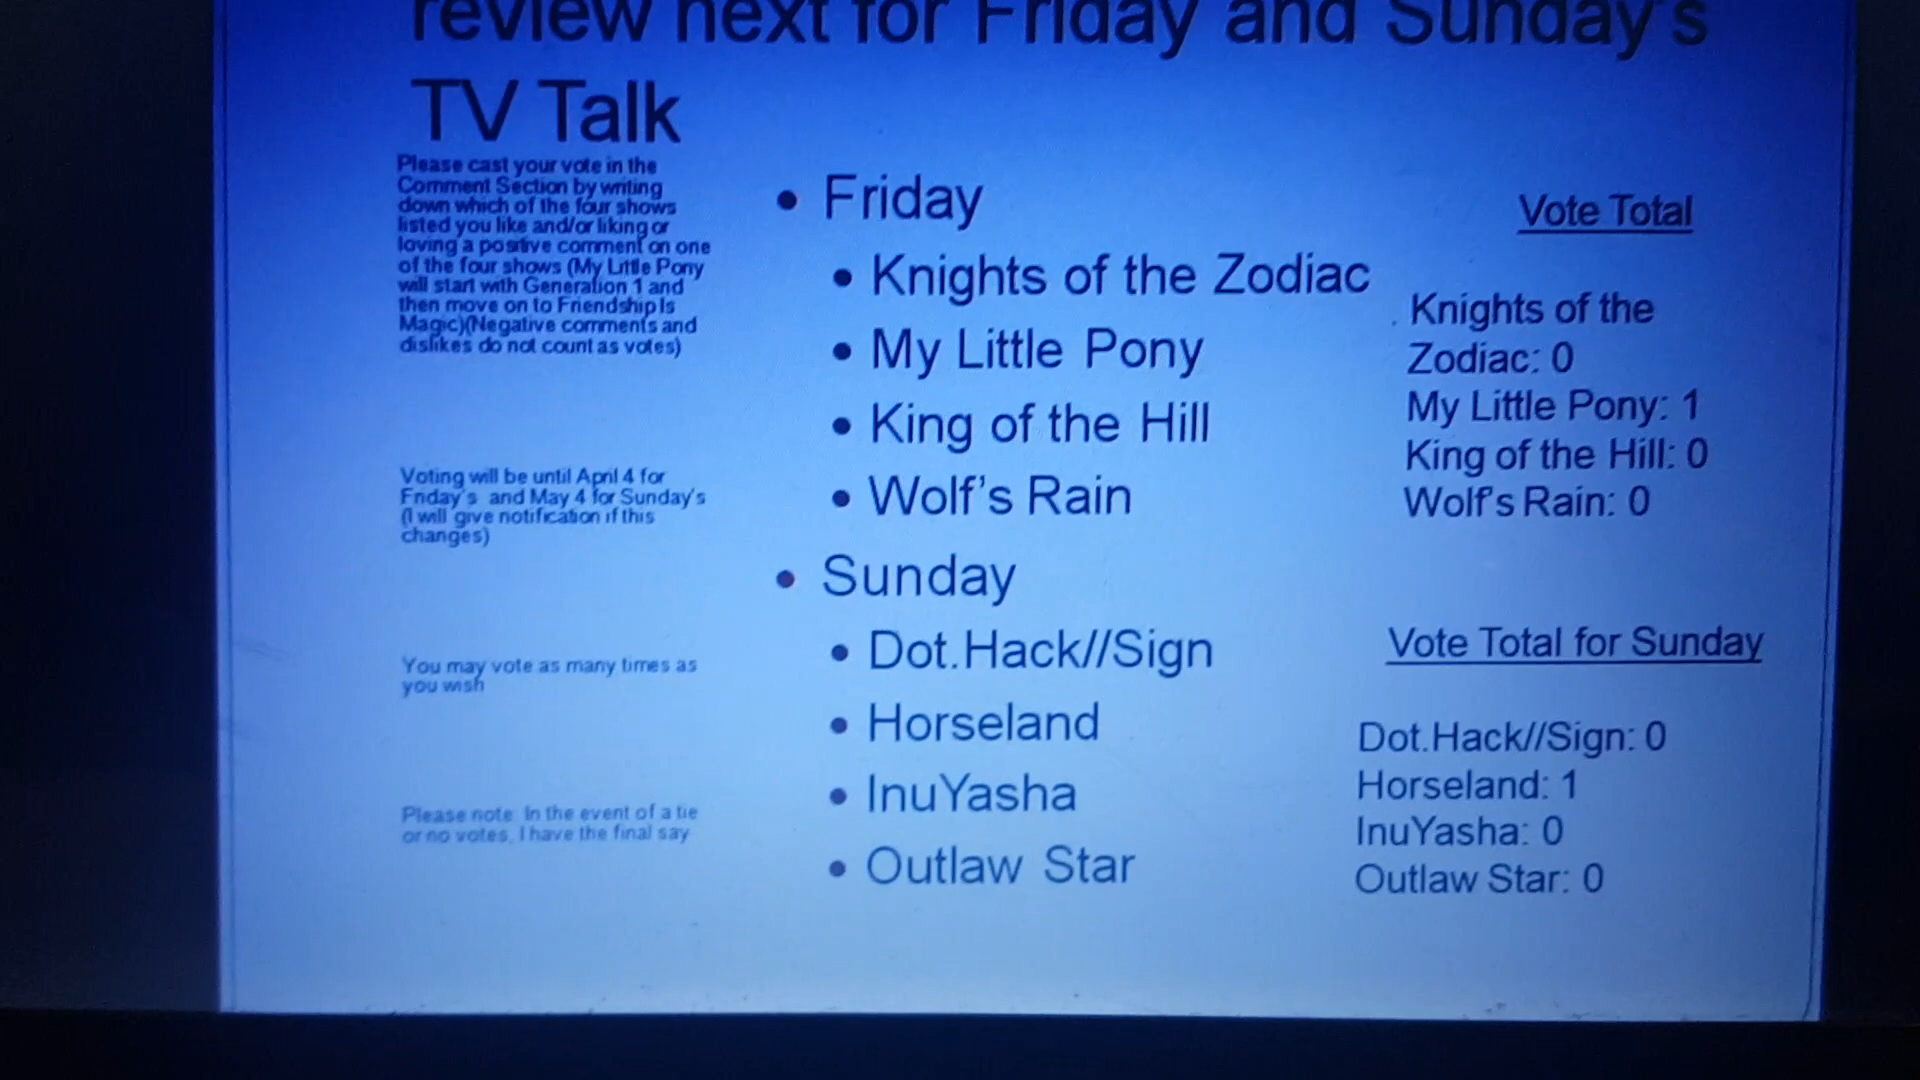 review next for Friday and Sunday's
TV Talk
Please cast your vote in the
Comment Section by writing
down which of the four shows
listed you like and/or liking or
loving a positive comment on one
of the four shows (My Little Pony
will start with Generation 1 and
then move on to Friendship Is
Magic)(Negative comments and
dislikes do not count as votes)
Voting will be until April 4 for
Friday's and May 4 for Sunday's
(I will give notification if this
changes)
You may vote as many times as
you wish
Please note: In the event of a tie
or no votes, I have the final say
• Friday
• Knights of the Zodiac
• My Little Pony
• King of the Hill
• Wolf's Rain
• Sunday
• Dot.Hack//Sign
• Horseland
• InuYasha
• Outlaw Star
Vote Total
Knights of the
Zodiac: 0
My Little Pony: 1
King of the Hill: 0
Wolf's Rain: 0
Vote Total for Sunday
Dot.Hack//Sign: 0
Horseland: 1
InuYasha: 0
Outlaw Star: 0